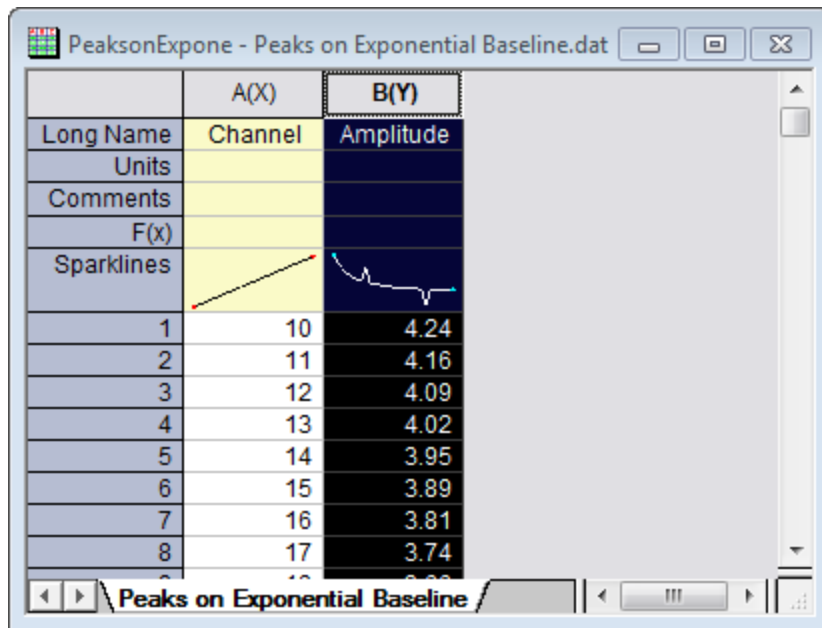 PeaksonExpone - Peaks on Exponential Baseline.dat
A(X) B(Y)
Long Name Channel Amplitude
Units
Comments
F(x)
Sparklines
1 10 4.24
2 11 4.16
3 12 4.09
4 13 4.02
5 14 3.95
6 15 3.89
7 16 3.81
8 17 3.74
Peaks on Exponential Baseline